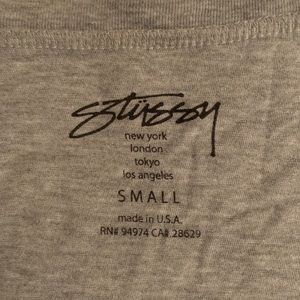 stüssy
new york
london
tokyo
los angeles
SMALL
made in U.S.A.
RN# 94974 CA# 28629